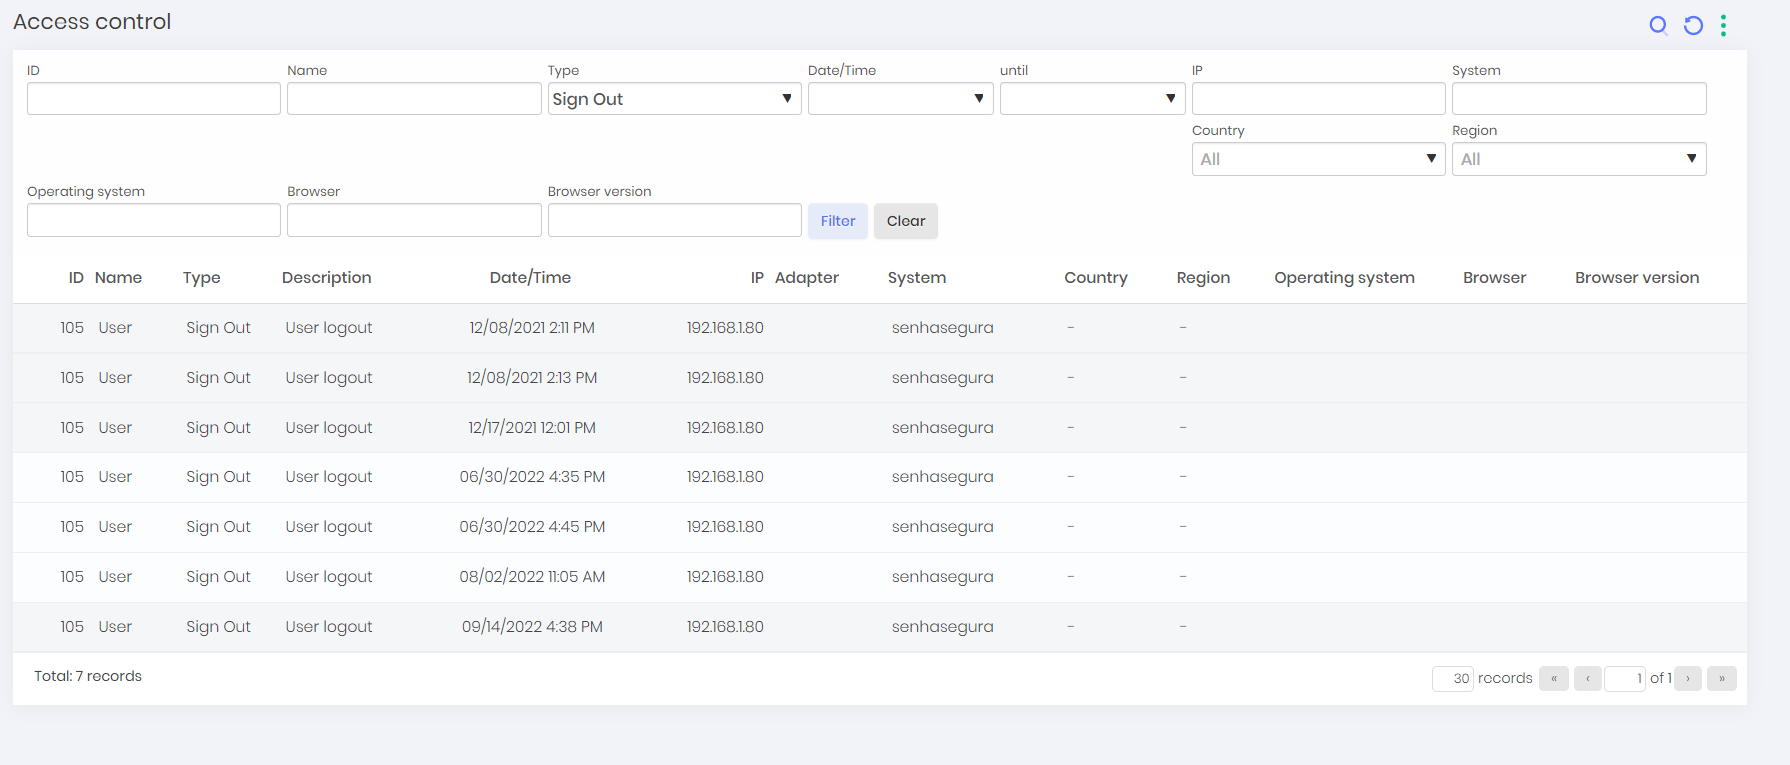 Access control
ID Name Type Date/Time until IP System
Sign Out
Country Region
All All
Operating system Browser Browser version
Filter Clear
ID Name Type Description Date/Time IP Adapter System Country Region Operating system Browser Browser version
105 User Sign Out User logout 12/08/2021 2:11 PM 192.168.1.80 senhasegura - -
105 User Sign Out User logout 12/08/2021 2:13 PM 192.168.1.80 senhasegura - -
105 User Sign Out User logout 12/17/2021 12:01 PM 192.168.1.80 senhasegura - -
105 User Sign Out User logout 06/30/2022 4:35 PM 192.168.1.80 senhasegura - -
105 User Sign Out User logout 06/30/2022 4:45 PM 192.168.1.80 senhasegura - -
105 User Sign Out User logout 08/02/2022 11:05 AM 192.168.1.80 senhasegura - -
105 User Sign Out User logout 09/14/2022 4:38 PM 192.168.1.80 senhasegura - -
Total: 7 records 30 records « ‹ 1 of 1 › »